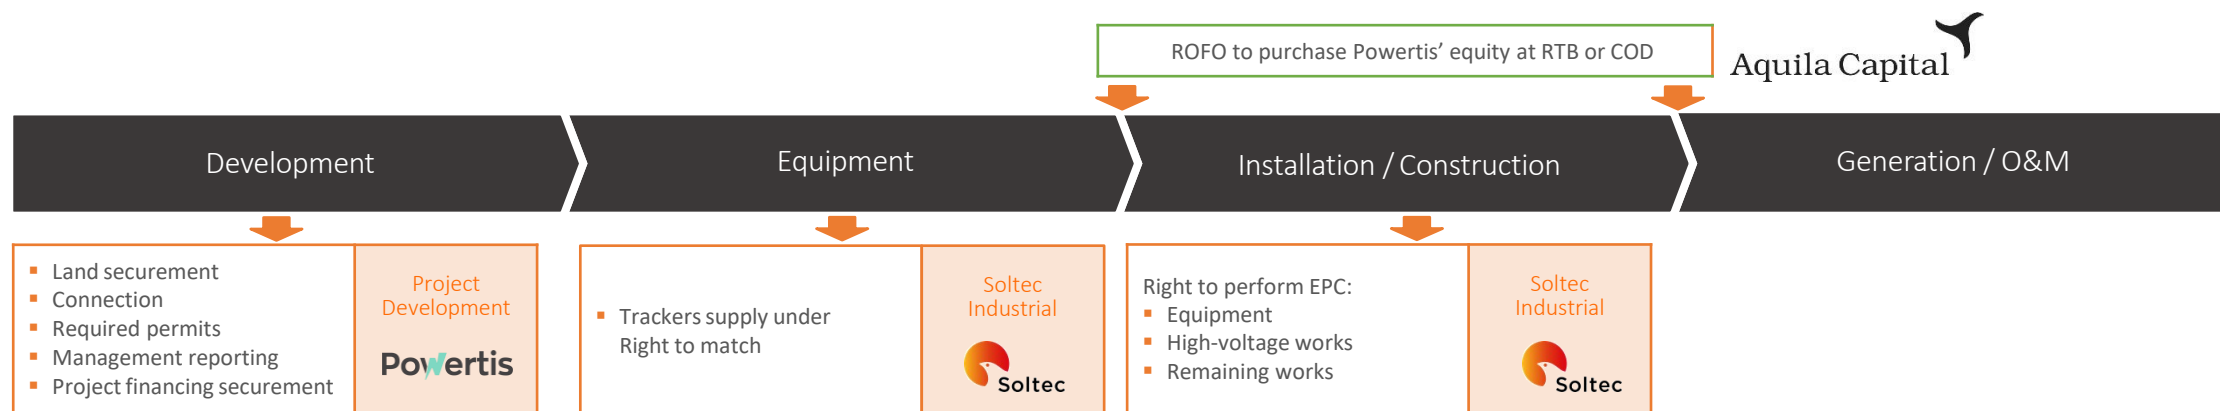 ROFO to purchase Powertis’ equity at RTB or COD
Aquila Capital
Development
Equipment
Installation / Construction
Generation / O&M
Land securement
Connection
Required permits
Management reporting
Project financing securement
Project
Development
Powertis
Trackers supply under
Right to match
Soltec
Industrial
Soltec
Right to perform EPC:
Equipment
High-voltage works
Remaining works
Soltec
Industrial
Soltec